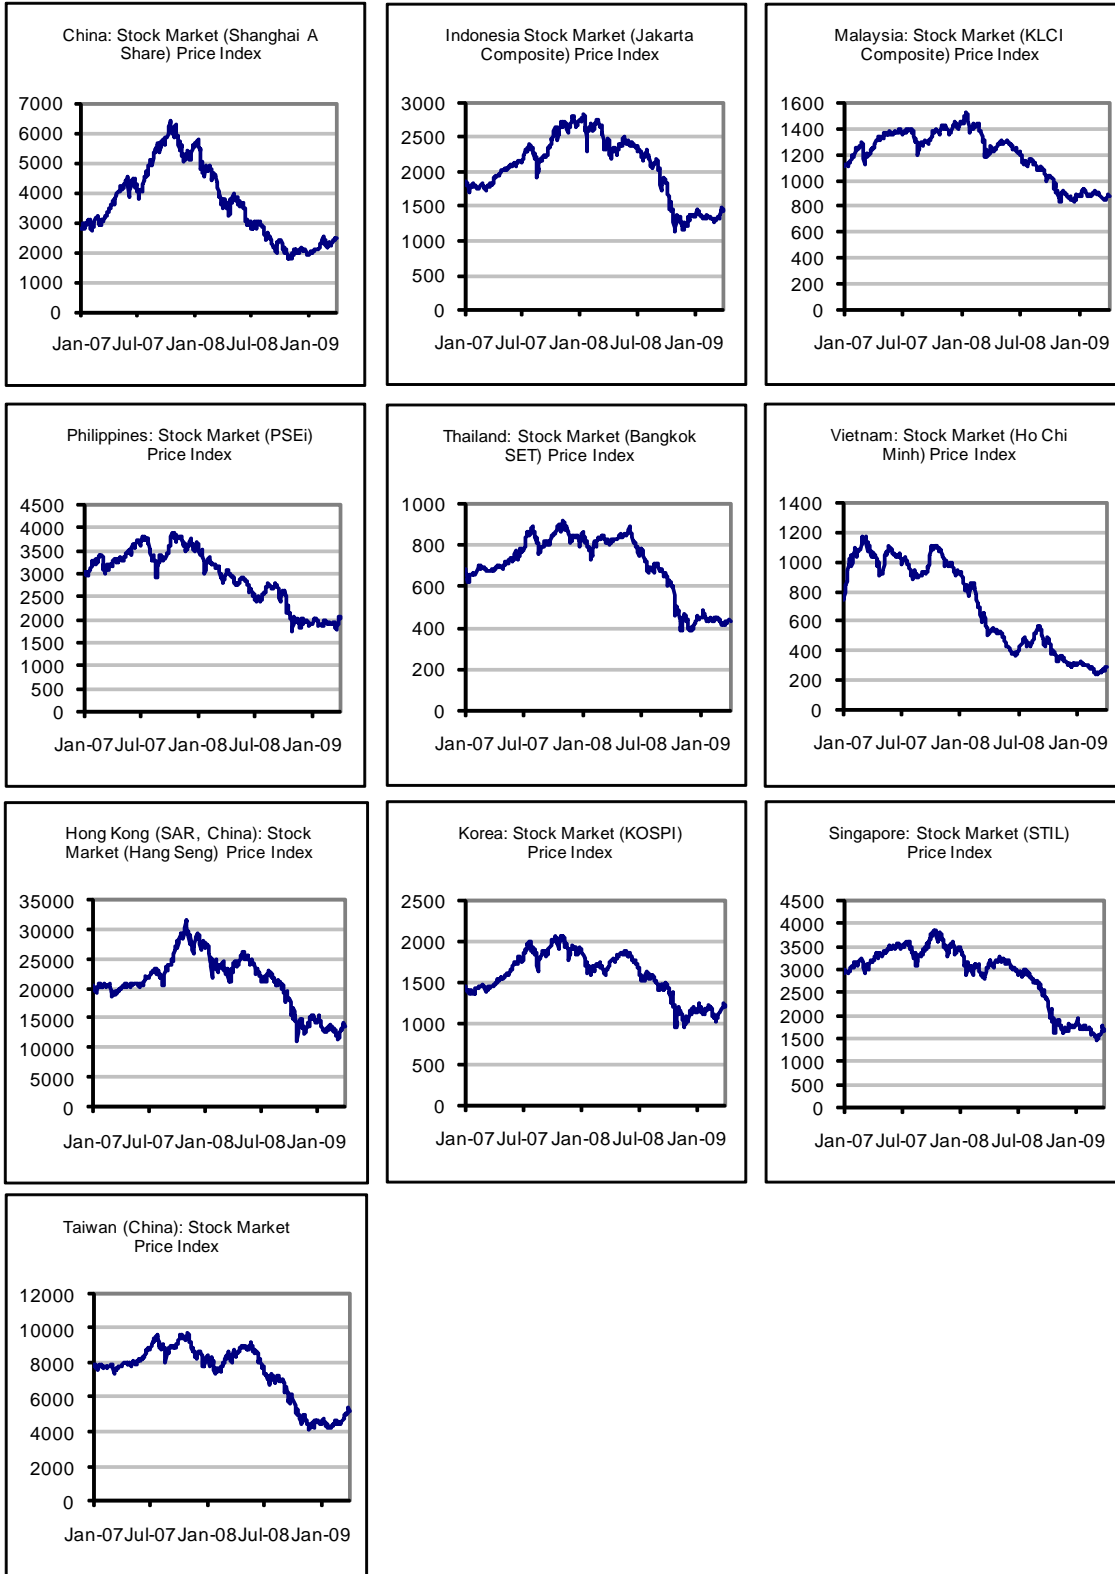 China: Stock Market (Shanghai A
Share) Price Index
7000
6000
5000
4000
3000
2000
1000
0
Jan-07 Jul-07 Jan-08 Jul-08 Jan-09
Indonesia Stock Market (Jakarta
Composite) Price Index
3000
2500
2000
1500
1000
500
0
Jan-07 Jul-07 Jan-08 Jul-08 Jan-09
Malaysia: Stock Market (KLCI
Composite) Price Index
1600
1400
1200
1000
800
600
400
200
0
Jan-07 Jul-07 Jan-08 Jul-08 Jan-09
Philippines: Stock Market (PSEi)
Price Index
4500
4000
3500
3000
2500
2000
1500
1000
500
0
Jan-07 Jul-07 Jan-08 Jul-08 Jan-09
Thailand: Stock Market (Bangkok
SET) Price Index
1000
800
600
400
200
0
Jan-07 Jul-07 Jan-08 Jul-08 Jan-09
Vietnam: Stock Market (Ho Chi
Minh) Price Index
1400
1200
1000
800
600
400
200
0
Jan-07 Jul-07 Jan-08 Jul-08 Jan-09
Hong Kong (SAR, China): Stock
Market (Hang Seng) Price Index
35000
30000
25000
20000
15000
10000
5000
0
Jan-07 Jul-07 Jan-08 Jul-08 Jan-09
Korea: Stock Market (KOSPI)
Price Index
2500
2000
1500
1000
500
0
Jan-07 Jul-07 Jan-08 Jul-08 Jan-09
Singapore: Stock Market (STIL)
Price Index
4500
4000
3500
3000
2500
2000
1500
1000
500
0
Jan-07 Jul-07 Jan-08 Jul-08 Jan-09
Taiwan (China): Stock Market
Price Index
12000
10000
8000
6000
4000
2000
0
Jan-07 Jul-07 Jan-08 Jul-08 Jan-09